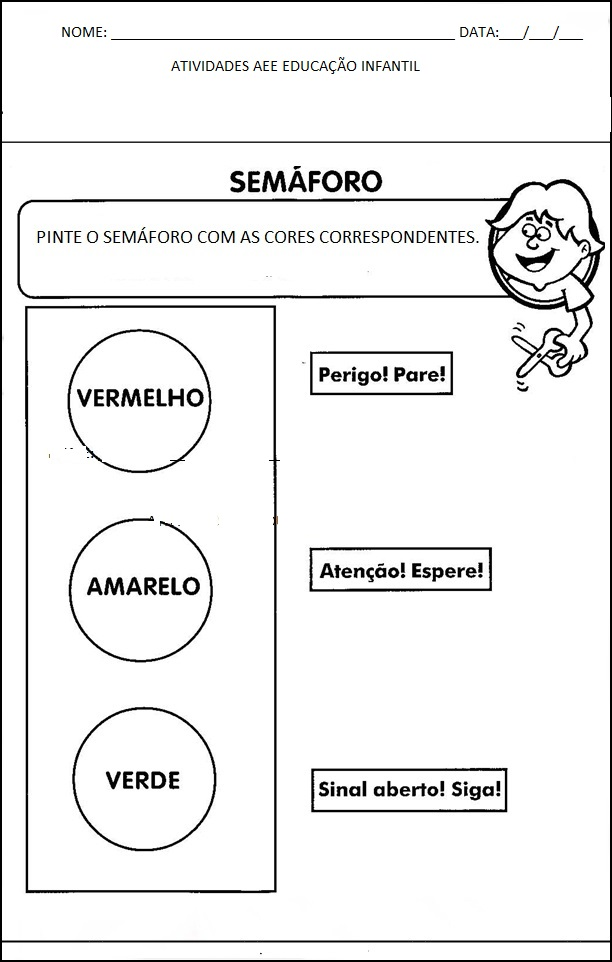 NOME: ___________________________________________ DATA:___/___/___
ATIVIDADES AEE EDUCAÇÃO INFANTIL
SEMÁFORO
PINTE O SEMÁFORO COM AS CORES CORRESPONDENTES.
VERMELHO
Perigo! Pare!
AMARELO
Atenção! Espere!
VERDE
Sinal aberto! Siga!